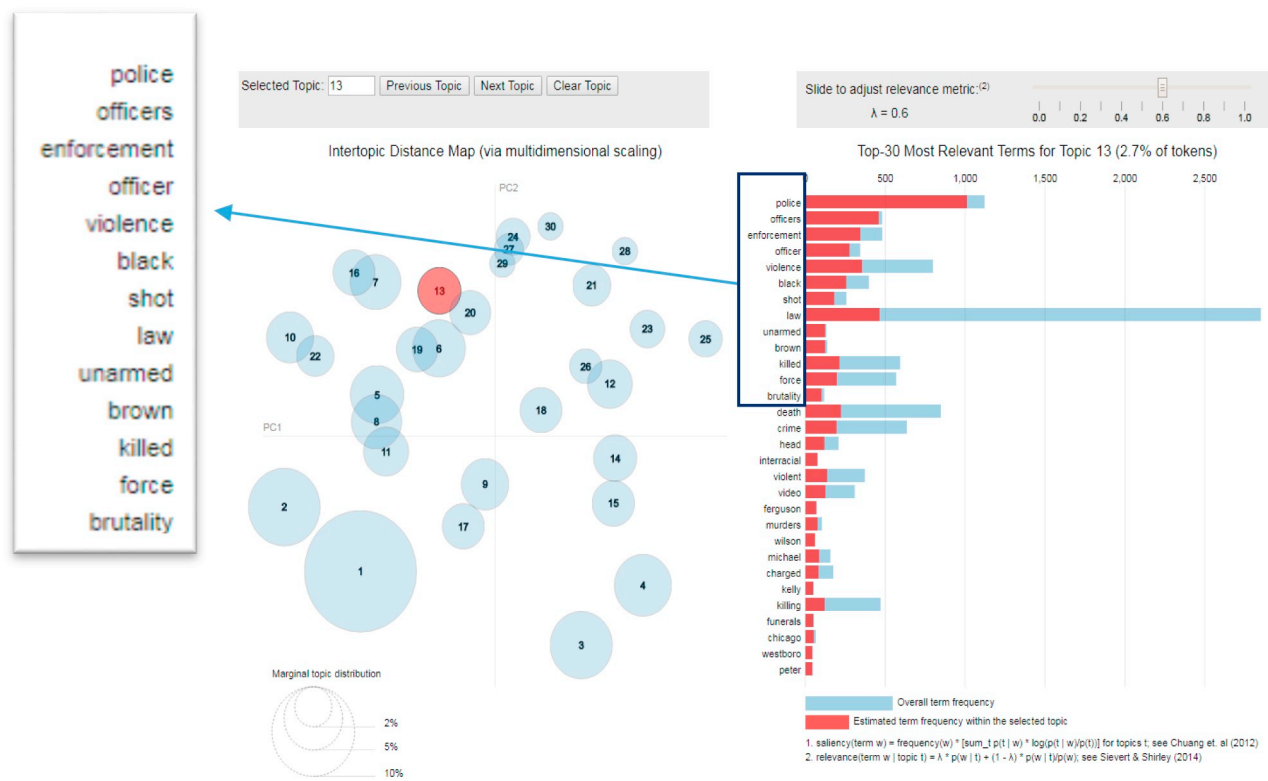 police
officers
enforcement
officer
violence
black
shot
law
unarmed
brown
killed
force
brutality
Selected Topic: 13 Previous Topic Next Topic Clear Topic
Slide to adjust relevance metric:(2)
λ = 0.6
0.0 0.2 0.4 0.6 0.8 1.0
Intertopic Distance Map (via multidimensional scaling)
PC2
PC1
30
24
27
29
28
16
7
13
21
20
10
22
19
6
23
25
26
12
5
8
18
11
14
9
2
15
17
1
4
3
Marginal topic distribution
2%
5%
10%
Top-30 Most Relevant Terms for Topic 13 (2.7% of tokens)
0 500 1,000 1,500 2,000 2,500
police
officers
enforcement
officer
violence
black
shot
law
unarmed
brown
killed
force
brutality
death
crime
head
interracial
violent
video
ferguson
murders
wilson
michael
charged
kelly
killing
funerals
chicago
westboro
peter
Overall term frequency
Estimated term frequency within the selected topic
1. saliency(term w) = frequency(w) * [sum_t p(t | w) * log(p(t | w)/p(t))] for topics t; see Chuang et. al (2012)
2. relevance(term w | topic t) = λ * p(w | t) + (1 - λ) * p(w | t)/p(w); see Sievert & Shirley (2014)